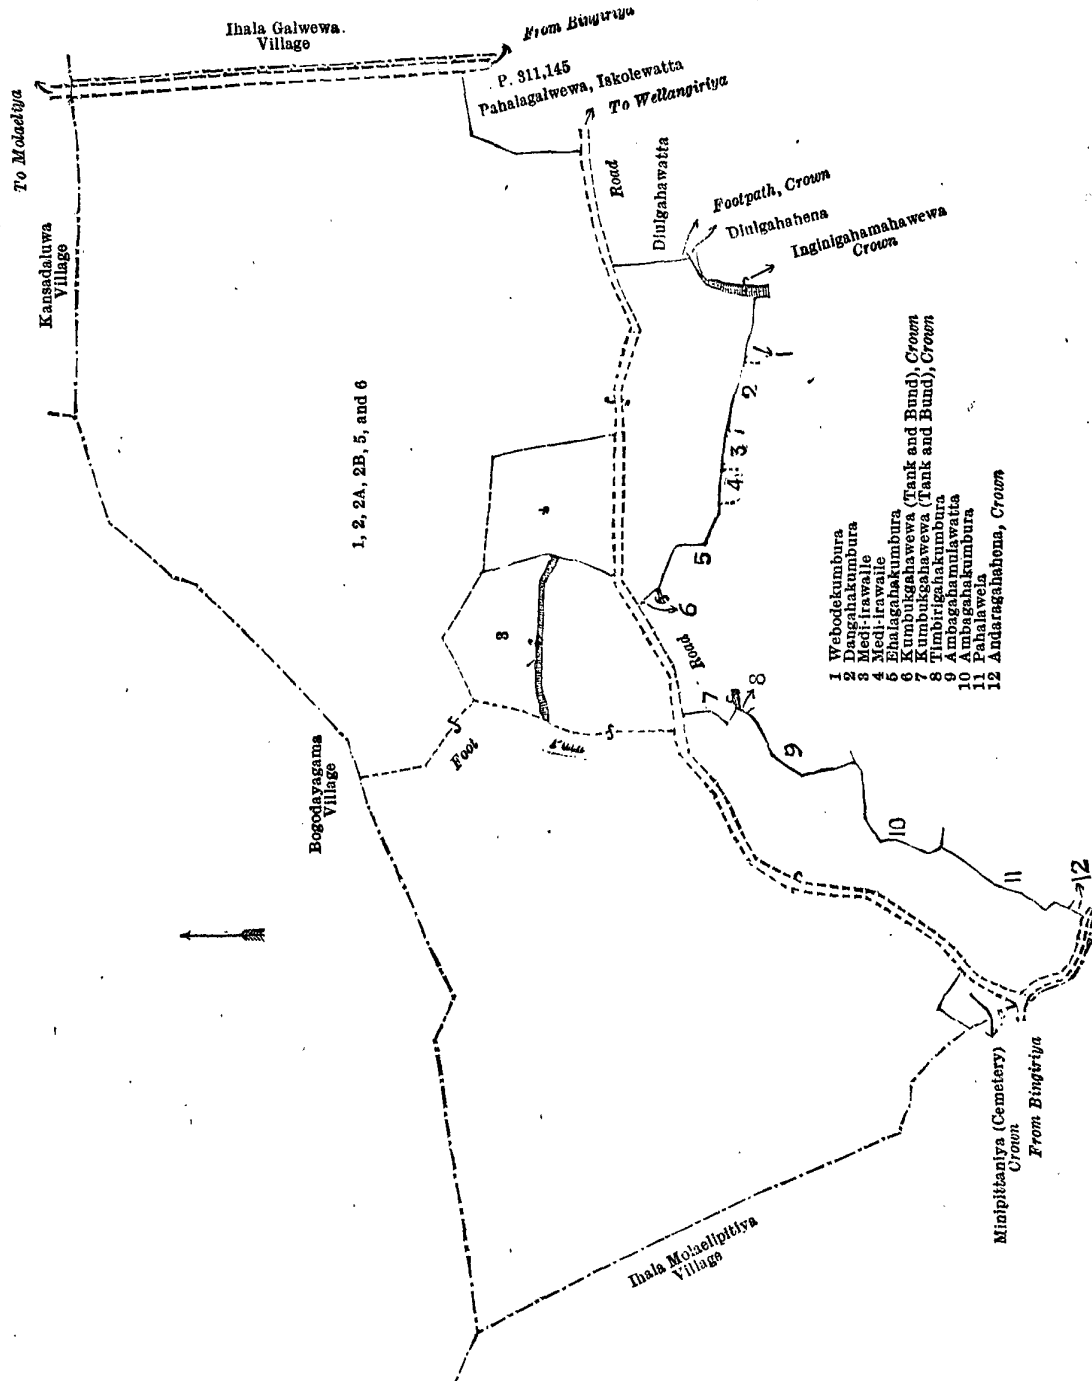 Ihala Galwewa.
Village
From Bingiriya
P. 311,145
Pahalagalwewa, Iskolewatta
To Wellangiriya
To Molaeliya
Kansadaluwa
Village
Road
Diulgahawatta
Footpath, Crown
Diulgahahena
Inginigahamahawewa
Crown
1, 2, 2A, 2B, 5, and 6
1
2
3
4
5
6
7
8
9
10
11
12
3
4
Road
Foot
Bogodayagama
Village
1 Webodekumbura
2 Dangahakumbura
3 Medi-irawalle
4 Medi-irawalle
5 Ehalagahakumbura
6 Kumbukgahawewa (Tank and Bund), Crown
7 Kumbukgahawewa (Tank and Bund), Crown
8 Timbirigahakumbura
9 Ambagahamulawatta
10 Ambagahakumbura
11 Pahalawela
12 Andaragahahena, Crown
Minipittaniya (Cemetery)
Crown
From Bingiriya
Ihala Molaelipitiya
Village